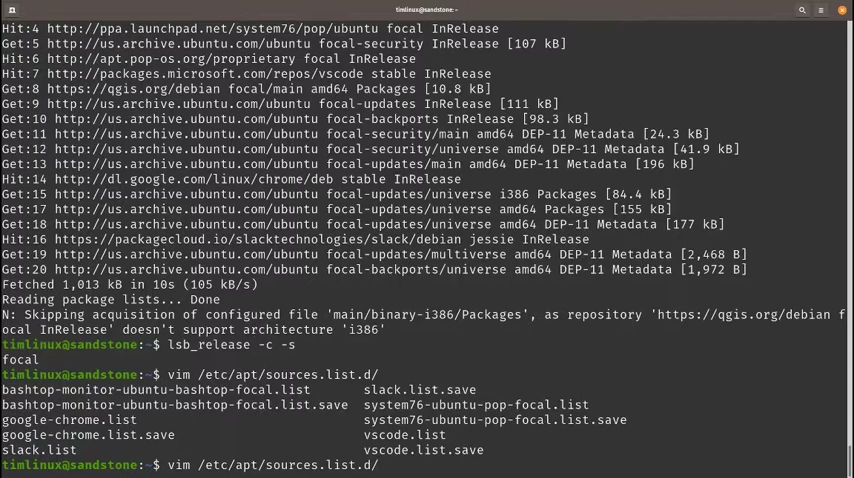 timlinux@sandstone: ~
Hit:4 http://ppa.launchpad.net/system76/pop/ubuntu focal InRelease
Get:5 http://us.archive.ubuntu.com/ubuntu focal-security InRelease [107 kB]
Hit:6 http://apt.pop-os.org/proprietary focal InRelease
Hit:7 http://packages.microsoft.com/repos/vscode stable InRelease
Get:8 https://qgis.org/debian focal/main amd64 Packages [10.8 kB]
Get:9 http://us.archive.ubuntu.com/ubuntu focal-updates InRelease [111 kB]
Get:10 http://us.archive.ubuntu.com/ubuntu focal-backports InRelease [98.3 kB]
Get:11 http://us.archive.ubuntu.com/ubuntu focal-security/main amd64 DEP-11 Metadata [24.3 kB]
Get:12 http://us.archive.ubuntu.com/ubuntu focal-security/universe amd64 DEP-11 Metadata [41.9 kB]
Get:13 http://us.archive.ubuntu.com/ubuntu focal-updates/main amd64 DEP-11 Metadata [196 kB]
Hit:14 http://dl.google.com/linux/chrome/deb stable InRelease
Get:15 http://us.archive.ubuntu.com/ubuntu focal-updates/universe i386 Packages [84.4 kB]
Get:17 http://us.archive.ubuntu.com/ubuntu focal-updates/universe amd64 Packages [155 kB]
Get:18 http://us.archive.ubuntu.com/ubuntu focal-updates/universe amd64 DEP-11 Metadata [177 kB]
Hit:16 https://packagecloud.io/slacktechnologies/slack/debian jessie InRelease
Get:19 http://us.archive.ubuntu.com/ubuntu focal-updates/multiverse amd64 DEP-11 Metadata [2,468 B]
Get:20 http://us.archive.ubuntu.com/ubuntu focal-backports/universe amd64 DEP-11 Metadata [1,972 B]
Fetched 1,013 kB in 10s (105 kB/s)
Reading package lists... Done
N: Skipping acquisition of configured file 'main/binary-i386/Packages', as repository 'https://qgis.org/debian f
ocal InRelease' doesn't support architecture 'i386'
timlinux@sandstone:~$ lsb_release -c -s
focal
timlinux@sandstone:~$ vim /etc/apt/sources.list.d/
bashtop-monitor-ubuntu-bashtop-focal.list slack.list.save
bashtop-monitor-ubuntu-bashtop-focal.list.save system76-ubuntu-pop-focal.list
google-chrome.list system76-ubuntu-pop-focal.list.save
google-chrome.list.save vscode.list
slack.list vscode.list.save
timlinux@sandstone:~$ vim /etc/apt/sources.list.d/